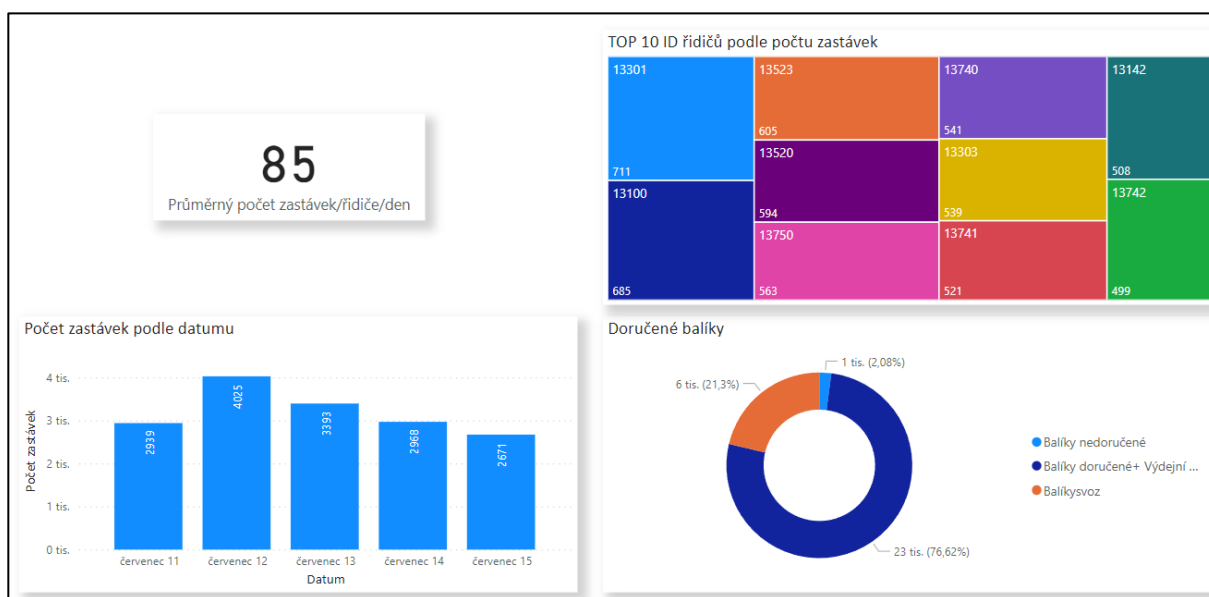 85
Průměrný počet zastávek/řidiče/den
TOP 10 ID řidičů podle počtu zastávek
13301
711
13100
685
13523
605
13520
594
13750
563
13740
541
13303
539
13741
521
13142
508
13742
499
Počet zastávek podle datumu
Počet zastávek
4 tis.
3 tis.
2 tis.
1 tis.
0 tis.
2939
4025
3393
2968
2671
červenec 11
červenec 12
červenec 13
červenec 14
červenec 15
Datum
Doručené balíky
1 tis. (2,08%)
6 tis. (21,3%)
23 tis. (76,62%)
Balíky nedoručené
Balíky doručené+ Výdejní ...
Balíkysvoz